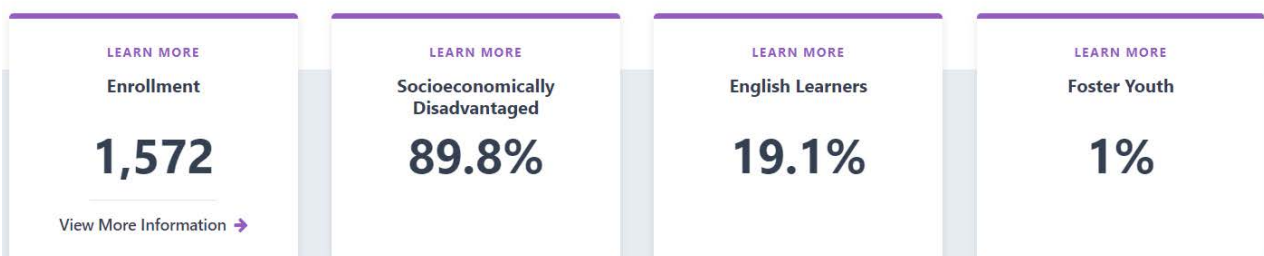 LEARN MORE
Enrollment
1,572
View More Information
LEARN MORE
Socioeconomically
Disadvantaged
89.8%
LEARN MORE
English Learners
19.1%
LEARN MORE
Foster Youth
1%